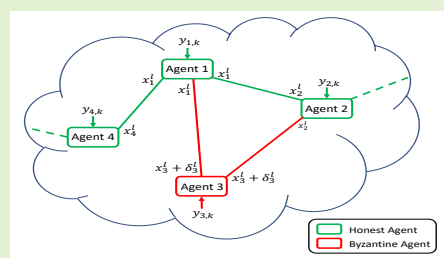 y₁,ₖ
Agent 1
x₁ˡ x₁ˡ
x₁ˡ
x₂ˡ y₂,ₖ
Agent 2
x₂ˡ
y₄,ₖ
Agent 4 x₄ˡ
x₃ˡ + δ₃ˡ x₃ˡ + δ₃ˡ
Agent 3
y₃,ₖ
Honest Agent
Byzantine Agent